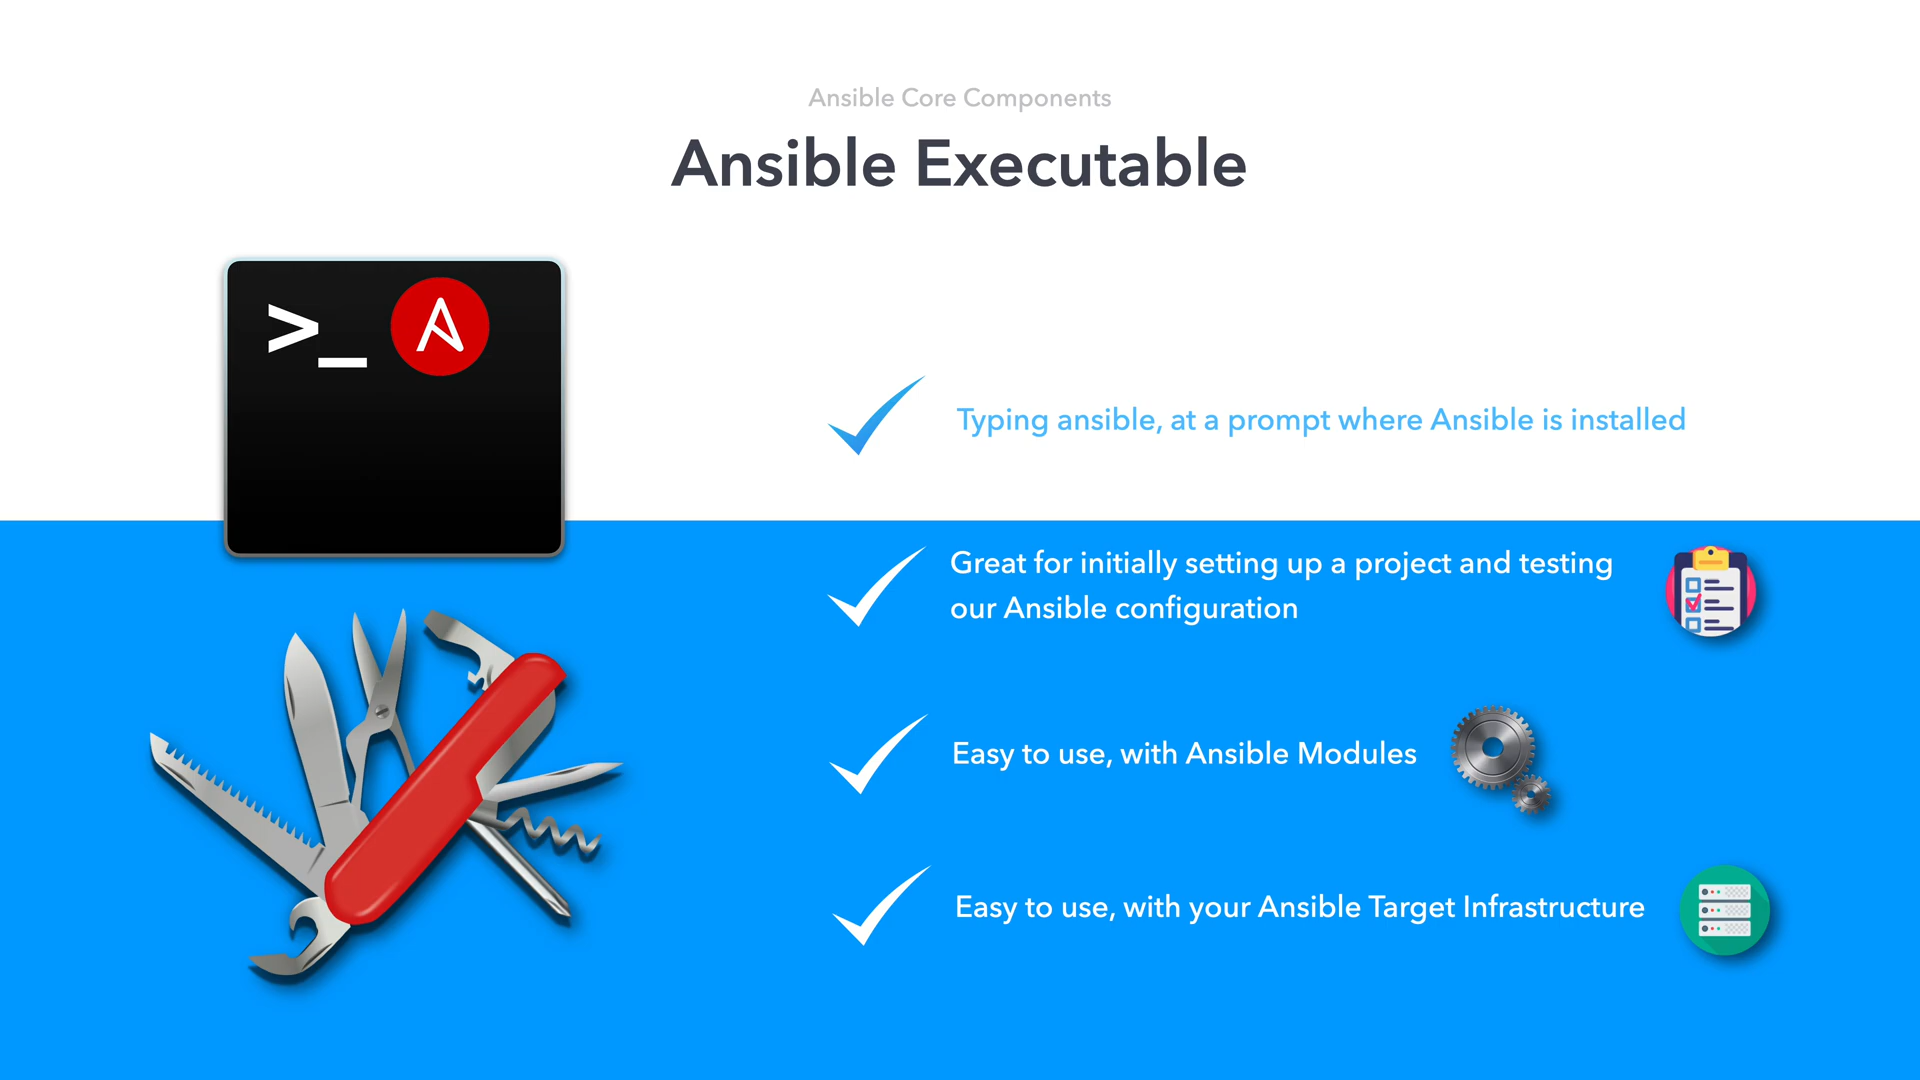 Ansible Core Components
Ansible Executable
>_
Typing ansible, at a prompt where Ansible is installed
Great for initially setting up a project and testing
our Ansible configuration
Easy to use, with Ansible Modules
Easy to use, with your Ansible Target Infrastructure